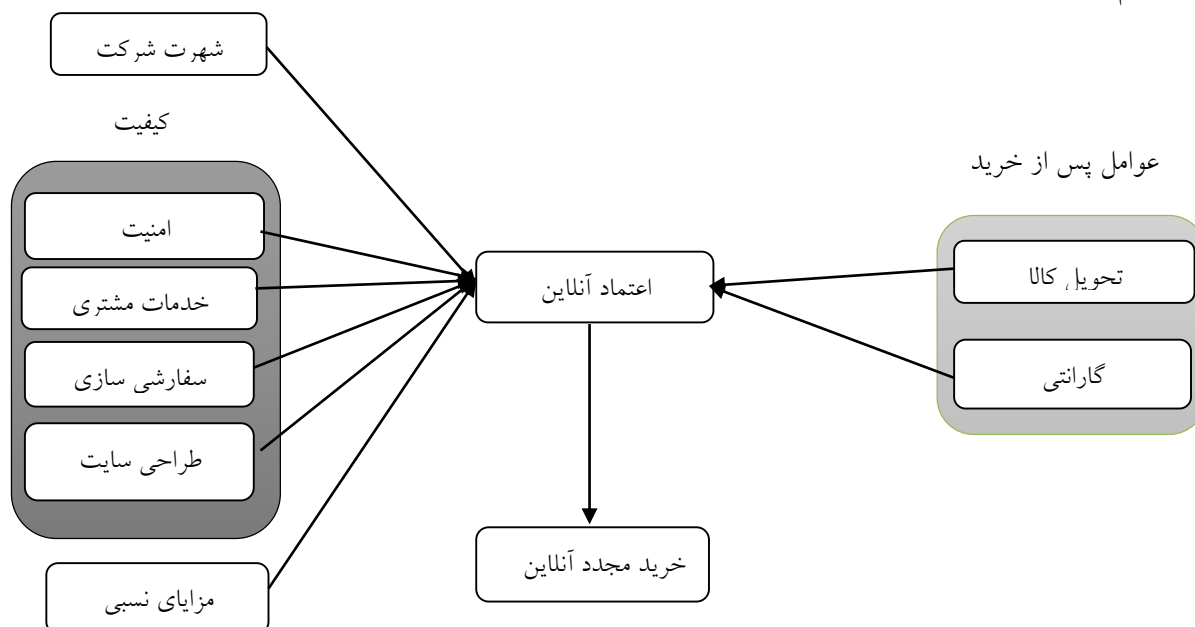 شهرت شرکت
کیفیت
امنیت
خدمات مشتری
سفارشی سازی
طراحی سایت
مزایای نسبی
اعتماد آنلاین
خرید مجدد آنلاین
عوامل پس از خرید
تحویل کالا
گارانتی